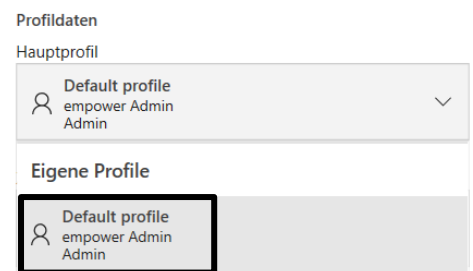 Profildaten
Hauptprofil
Default profile
empower Admin
Admin
Eigene Profile
Default profile
empower Admin
Admin